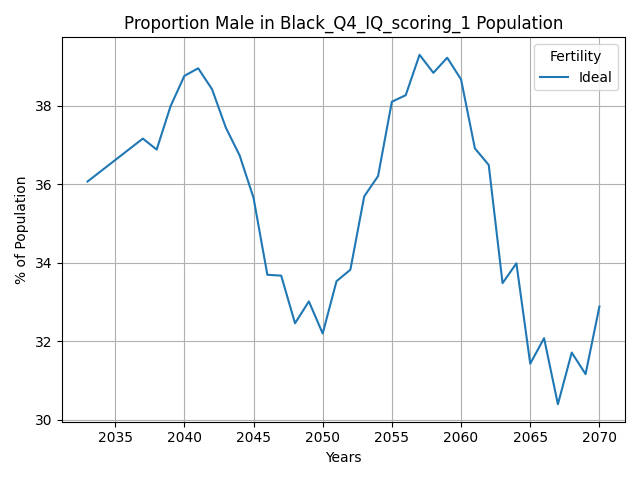 Proportion Male in Black_Q4_IQ_scoring_1 Population
Fertility
Ideal
% of Population
38
36
34
32
30
2035 2040 2045 2050 2055 2060 2065 2070
Years